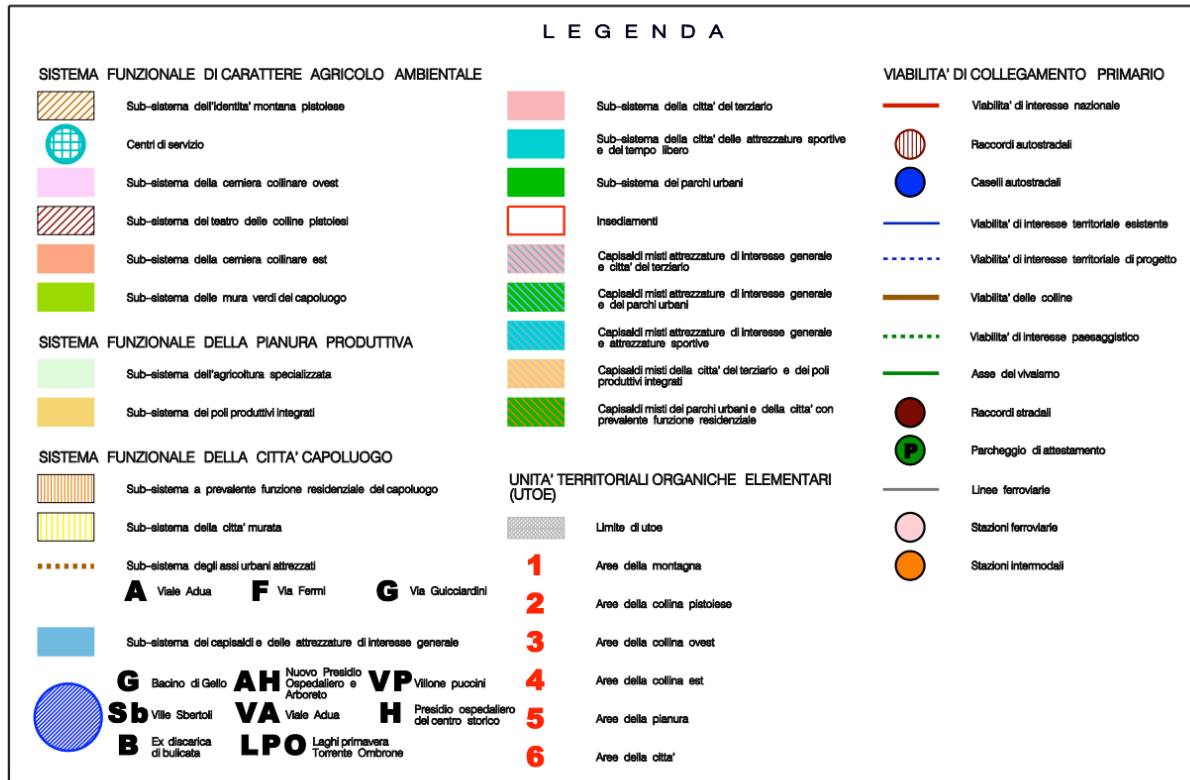 LEGENDA
SISTEMA FUNZIONALE DI CARATTERE AGRICOLO AMBIENTALE
Sub-sistema dell'identita' montana pistoiese
Centri di servizio
Sub-sistema della cerniera collinare ovest
Sub-sistema del teatro delle colline pistoiesi
Sub-sistema della cerniera collinare est
Sub-sistema delle mura verdi del capoluogo
SISTEMA FUNZIONALE DELLA PIANURA PRODUTTIVA
Sub-sistema dell'agricoltura specializzata
Sub-sistema dei poli produttivi integrati
SISTEMA FUNZIONALE DELLA CITTA' CAPOLUOGO
Sub-sistema a prevalente funzione residenziale del capoluogo
Sub-sistema della citta' murata
Sub-sistema degli assi urbani attrezzati
A Viale Adua F Via Fermi G Via Guicciardini
Sub-sistema dei capisaldi e delle attrezzature di interesse generale
G Bacino di Gello
AH Nuovo Presidio
Ospedaliero e
Arboreto
VP Villone puccini
Sb Ville Sbertoli
VA Viale Adua
H Presidio ospedaliero
del centro storico
B Ex discarica
di bulicata
LPO Laghi primavera
Torrente Ombrone
Sub-sistema della citta' del terziario
Sub-sistema della citta' delle attrezzature sportive
e del tempo libero
Sub-sistema dei parchi urbani
Insediamenti
Capisaldi misti attrezzature di interesse generale
e citta' del terziario
Capisaldi misti attrezzature di interesse generale
e dei parchi urbani
Capisaldi misti attrezzature di interesse generale
e attrezzature sportive
Capisaldi misti della citta' del terziario e dei poli
produttivi integrati
Capisaldi misti dei parchi urbani e della citta' con
prevalente funzione residenziale
UNITA' TERRITORIALI ORGANICHE ELEMENTARI
(UTOE)
Limite di utoe
1 Aree della montagna
2 Aree della collina pistoiese
3 Aree della collina ovest
4 Aree della collina est
5 Aree della pianura
6 Aree della citta'
VIABILITA' DI COLLEGAMENTO PRIMARIO
Viabilita' di interesse nazionale
Raccordi autostradali
Caselli autostradali
Viabilita' di interesse territoriale esistente
Viabilita' di interesse territoriale di progetto
Viabilita' delle colline
Viabilita' di interesse paesaggistico
Asse del vivaismo
Raccordi stradali
P Parcheggio di attestamento
Linee ferroviarie
Stazioni ferroviarie
Stazioni intermodali